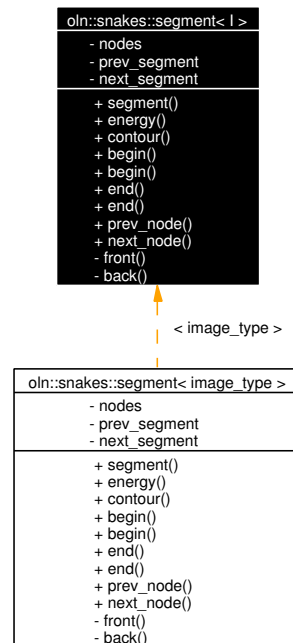 oln::snakes::segment< I >
- nodes
- prev_segment
- next_segment
+ segment()
+ energy()
+ contour()
+ begin()
+ begin()
+ end()
+ end()
+ prev_node()
+ next_node()
- front()
- back()
< image_type >
oln::snakes::segment< image_type >
- nodes
- prev_segment
- next_segment
+ segment()
+ energy()
+ contour()
+ begin()
+ begin()
+ end()
+ end()
+ prev_node()
+ next_node()
- front()
- back()